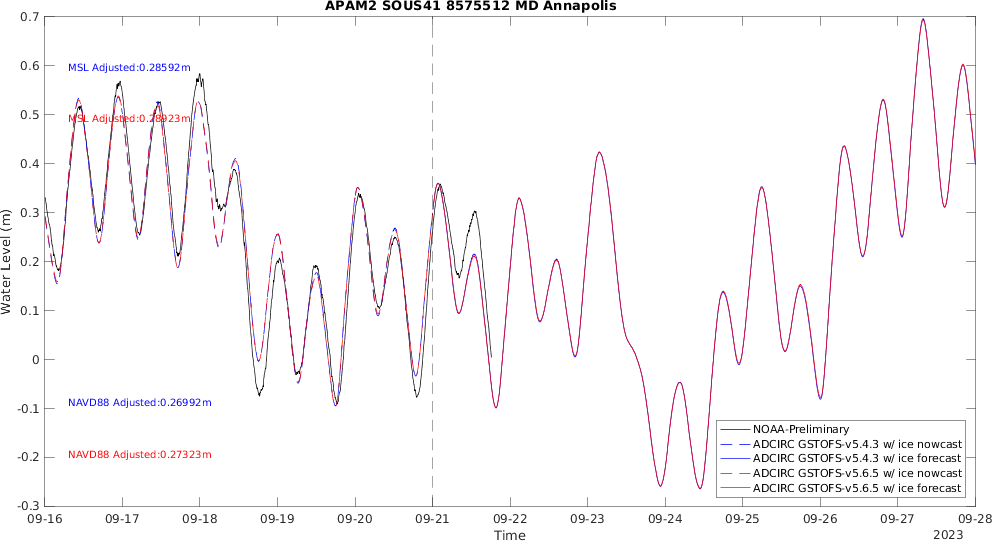 APAM2 SOUS41 8575512 MD Annapolis
0.7
0.6
0.5
0.4
0.3
0.2
0.1
0
-0.1
-0.2
-0.3
Water Level (m)
MSL Adjusted:0.28592m
MSL Adjusted:0.28923m
NAVD88 Adjusted:0.26992m
NAVD88 Adjusted:0.27323m
NOAA-Preliminary
ADCIRC GSTOFS-v5.4.3 w/ ice nowcast
ADCIRC GSTOFS-v5.4.3 w/ ice forecast
ADCIRC GSTOFS-v5.6.5 w/ ice nowcast
ADCIRC GSTOFS-v5.6.5 w/ ice forecast
09-16 09-17 09-18 09-19 09-20 09-21 09-22 09-23 09-24 09-25 09-26 09-27 09-28
Time
2023